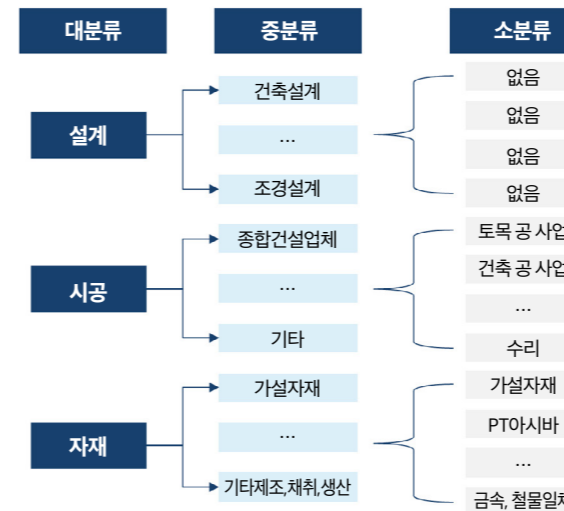 대분류 중분류 소분류
건축설계 없음
없음
설계 ...
없음
조경설계 없음
종합건설업체 토목 공 사업
건축 공 사업
시공 ...
...
기타 수리
가설자재 가설자재
PT아시바
자재 ...
...
기타제조,채취,생산 금속, 철물일체